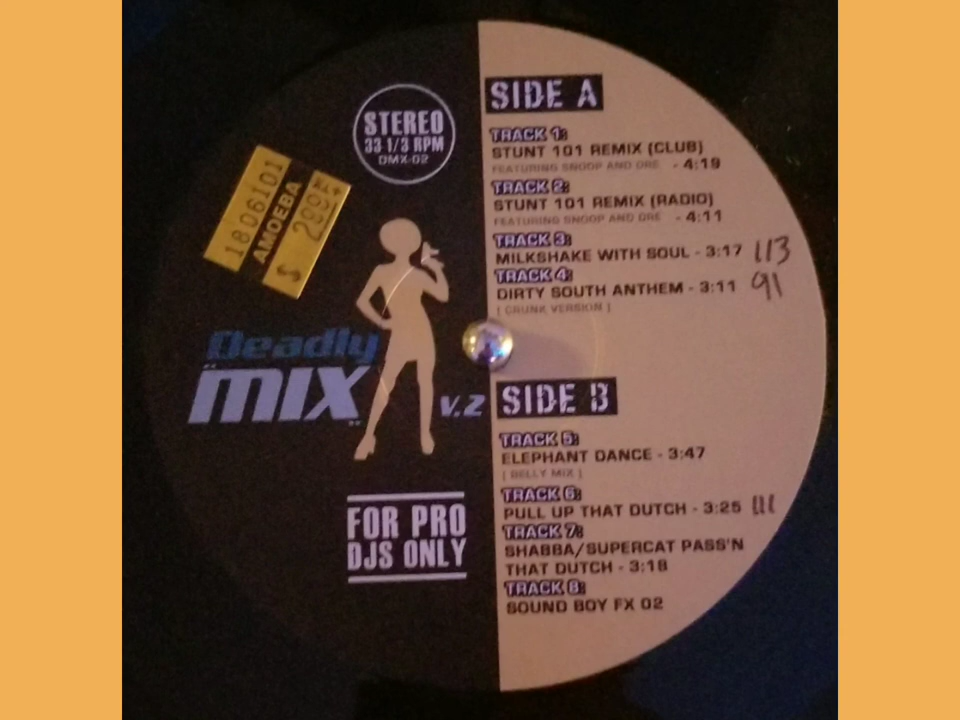 STEREO
33 1/3 RPM
DMX-02
18D6101
AMOEBA
$ 299
Deadly
MIX
V.2
FOR PRO
DJS ONLY
SIDE A
TRACK 1:
STUNT 101 REMIX (CLUB)
FEATURING SNOOP AND DRE - 4:19
TRACK 2:
STUNT 101 REMIX (RADIO)
FEATURING SNOOP AND DRE - 4:11
TRACK 3:
MILKSHAKE WITH SOUL - 3:17 113
TRACK 4:
DIRTY SOUTH ANTHEM - 3:11 91
[ CRUNK VERSION ]
SIDE B
TRACK 5:
ELEPHANT DANCE - 3:47
[ BELLY MIX ]
TRACK 6:
PULL UP THAT DUTCH - 3:25 111
TRACK 7:
SHABBA/SUPERCAT PASS'N
THAT DUTCH - 3:18
TRACK 8:
SOUND BOY FX 02